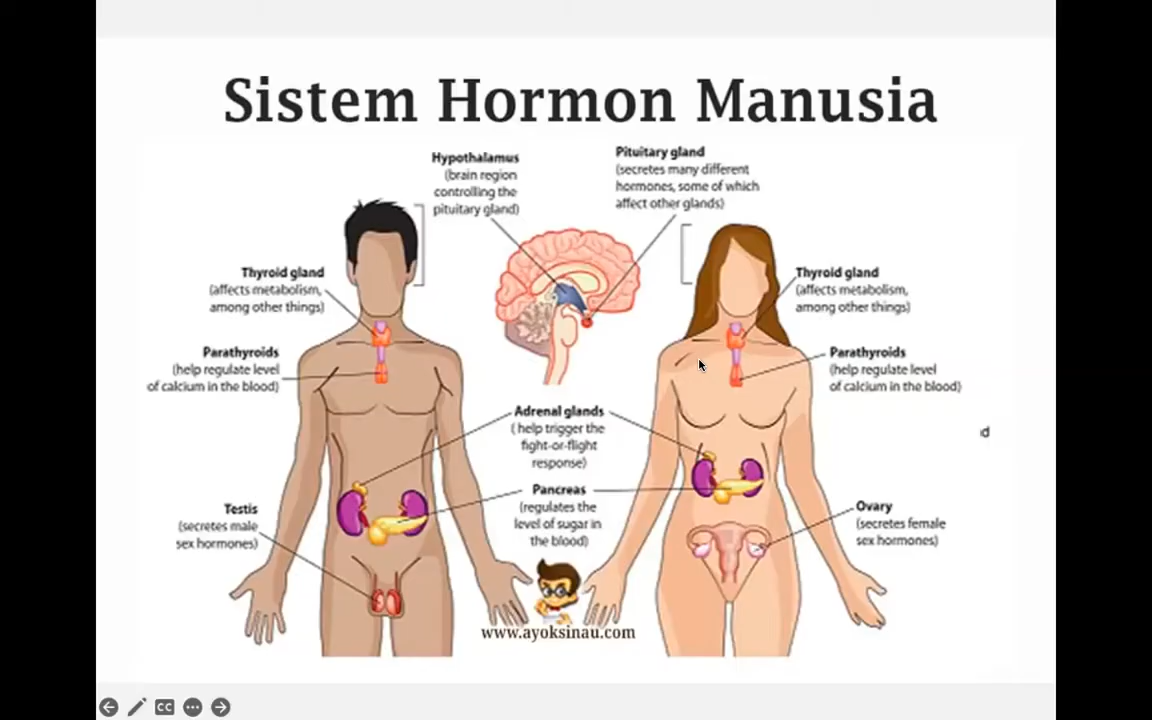 Sistem Hormon Manusia
Hypothalamus
(brain region
controlling the
pituitary gland)
Pituitary gland
(secretes many different
hormones, some of which
affect other glands)
Thyroid gland
(affects metabolism,
among other things)
Thyroid gland
(affects metabolism,
among other things)
Parathyroids
(help regulate level
of calcium in the blood)
Parathyroids
(help regulate level
of calcium in the blood)
Adrenal glands
( help trigger the
fight-or-flight
response)
d
Pancreas
(regulates the
level of sugar in
the blood)
Testis
(secretes male
sex hormones)
Ovary
(secretes female
sex hormones)
www.ayoksinau.com
CC